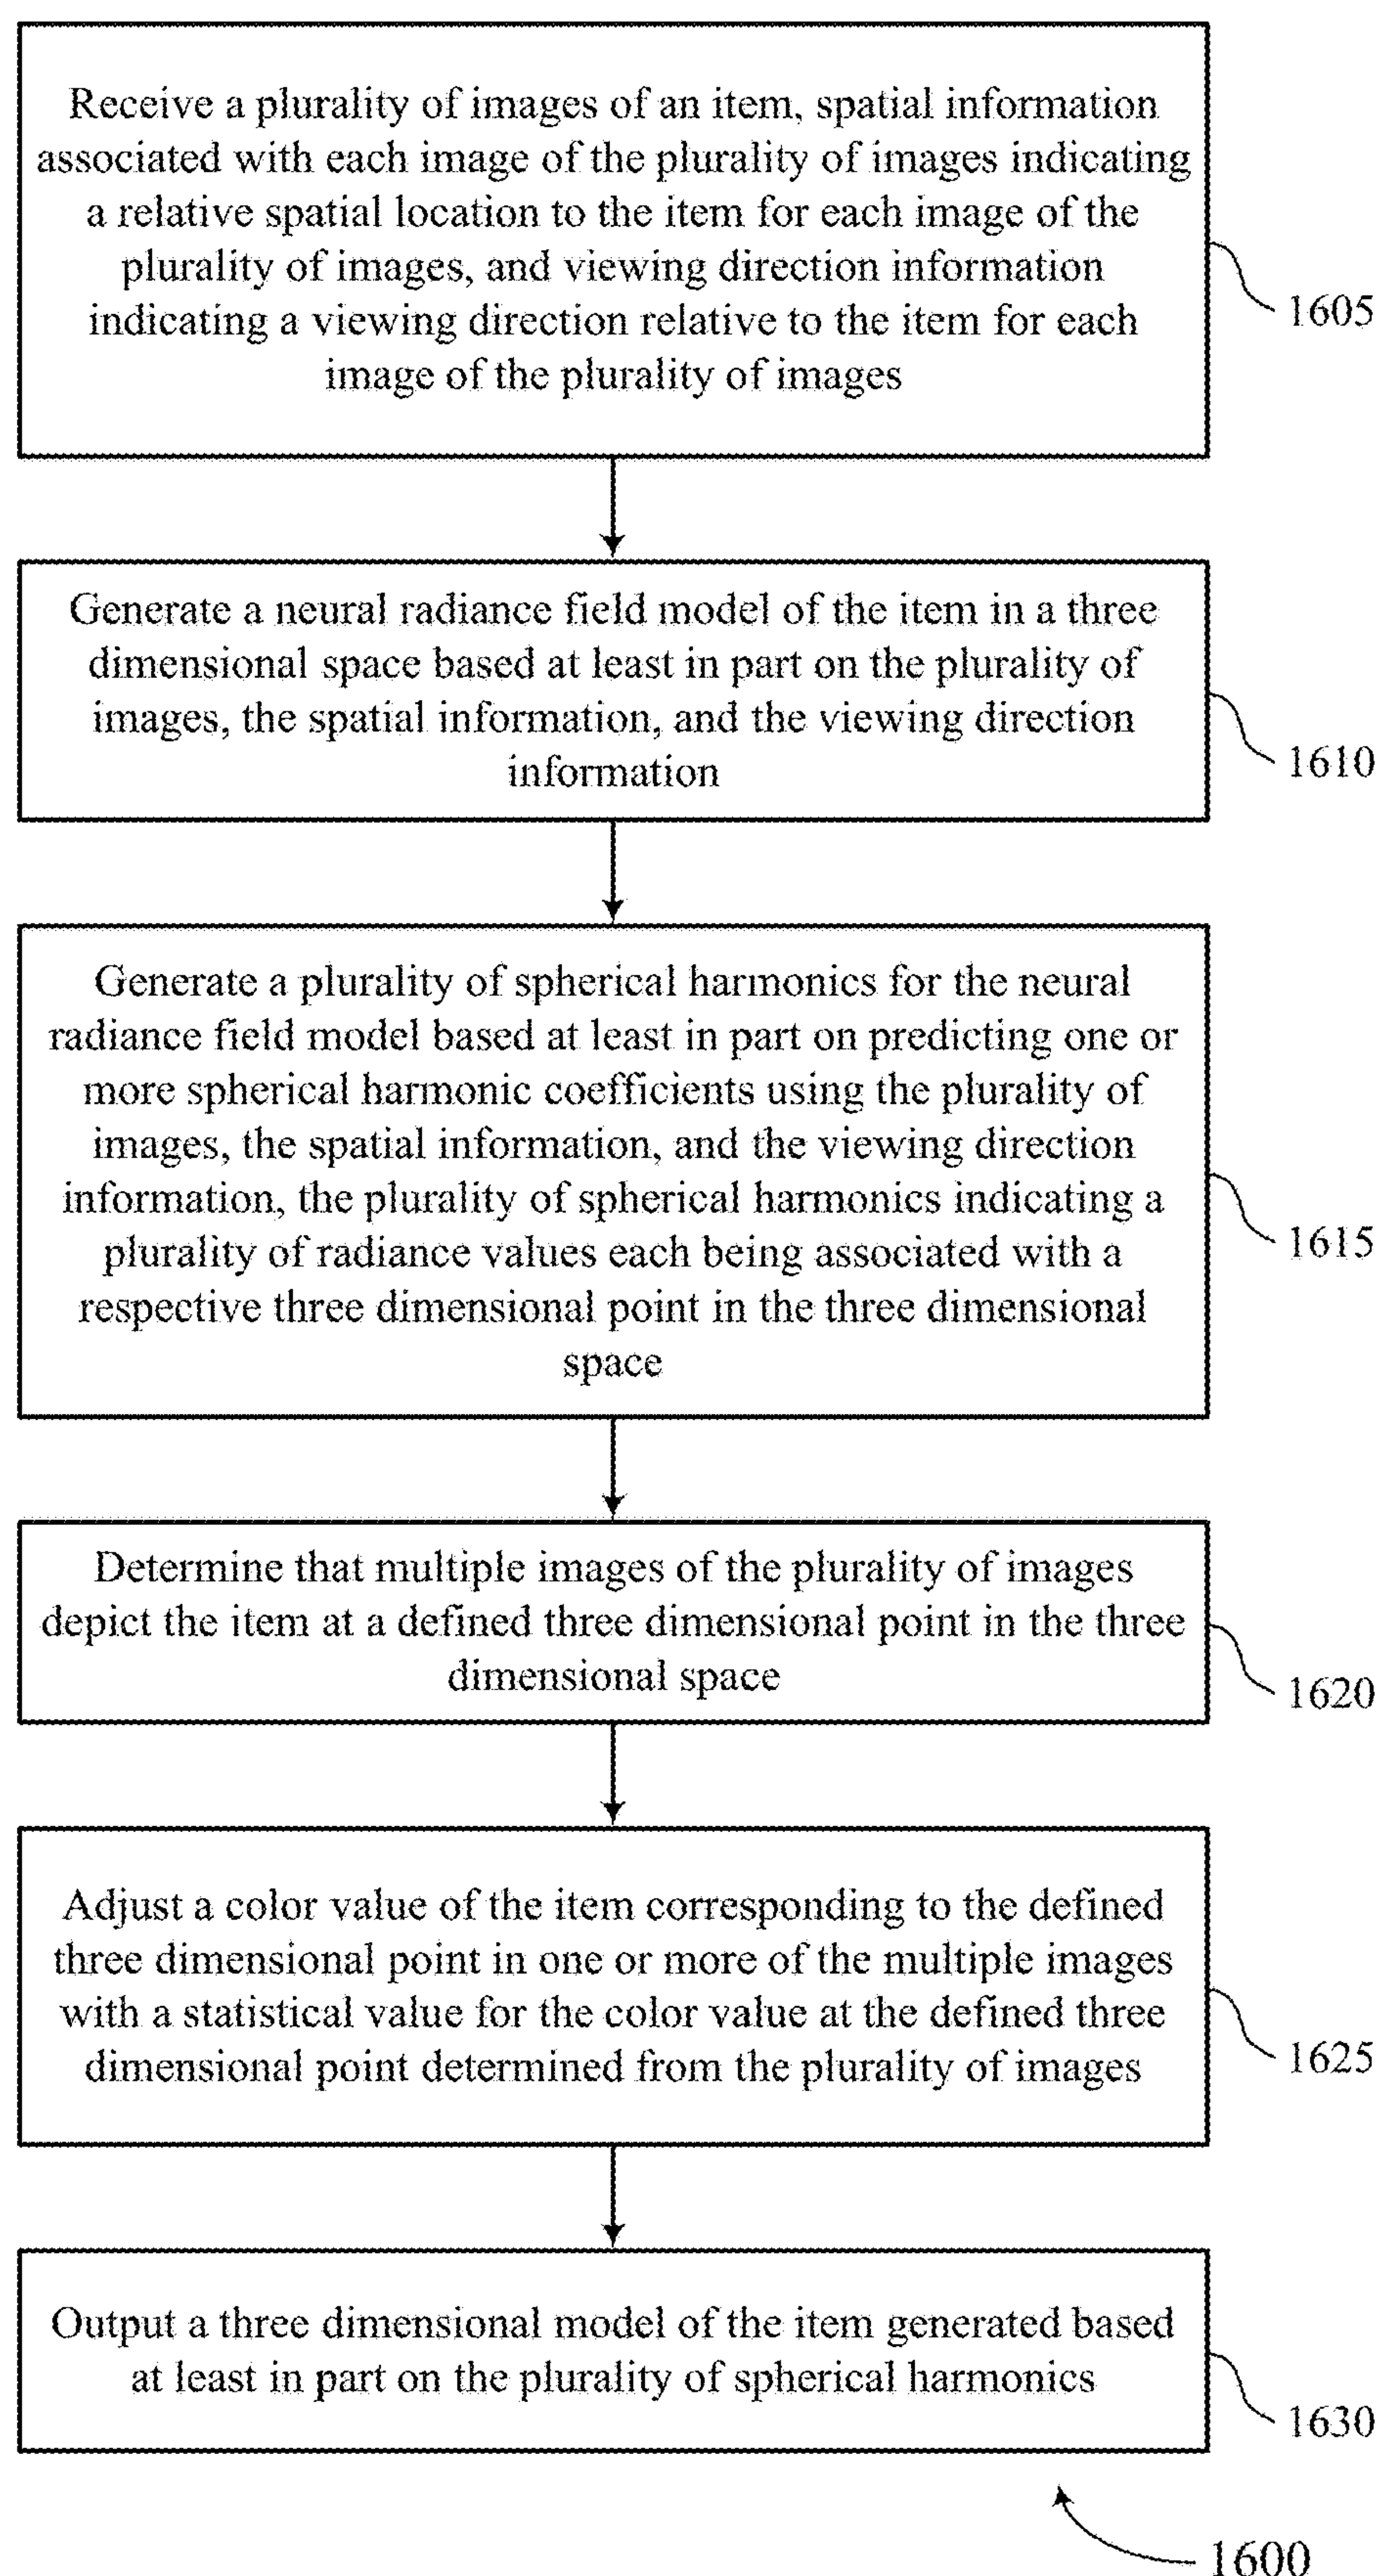 Receive a plurality of images of an item, spatial information
associated with each image of the plurality of images indicating
a relative spatial location to the item for each image of the
plurality of images, and viewing direction information
indicating a viewing direction relative to the item for each
image of the plurality of images
1605
Generate a neural radiance field model of the item in a three
dimensional space based at least in part on the plurality of
images, the spatial information, and the viewing direction
information
1610
Generate a plurality of spherical harmonics for the neural
radiance field model based at least in part on predicting one or
more spherical harmonic coefficients using the plurality of
images, the spatial information, and the viewing direction
information, the plurality of spherical harmonics indicating a
plurality of radiance values each being associated with a
respective three dimensional point in the three dimensional
space
1615
Determine that multiple images of the plurality of images
depict the item at a defined three dimensional point in the three
dimensional space
1620
Adjust a color value of the item corresponding to the defined
three dimensional point in one or more of the multiple images
with a statistical value for the color value at the defined three
dimensional point determined from the plurality of images
1625
Output a three dimensional model of the item generated based
at least in part on the plurality of spherical harmonics
1630
1600